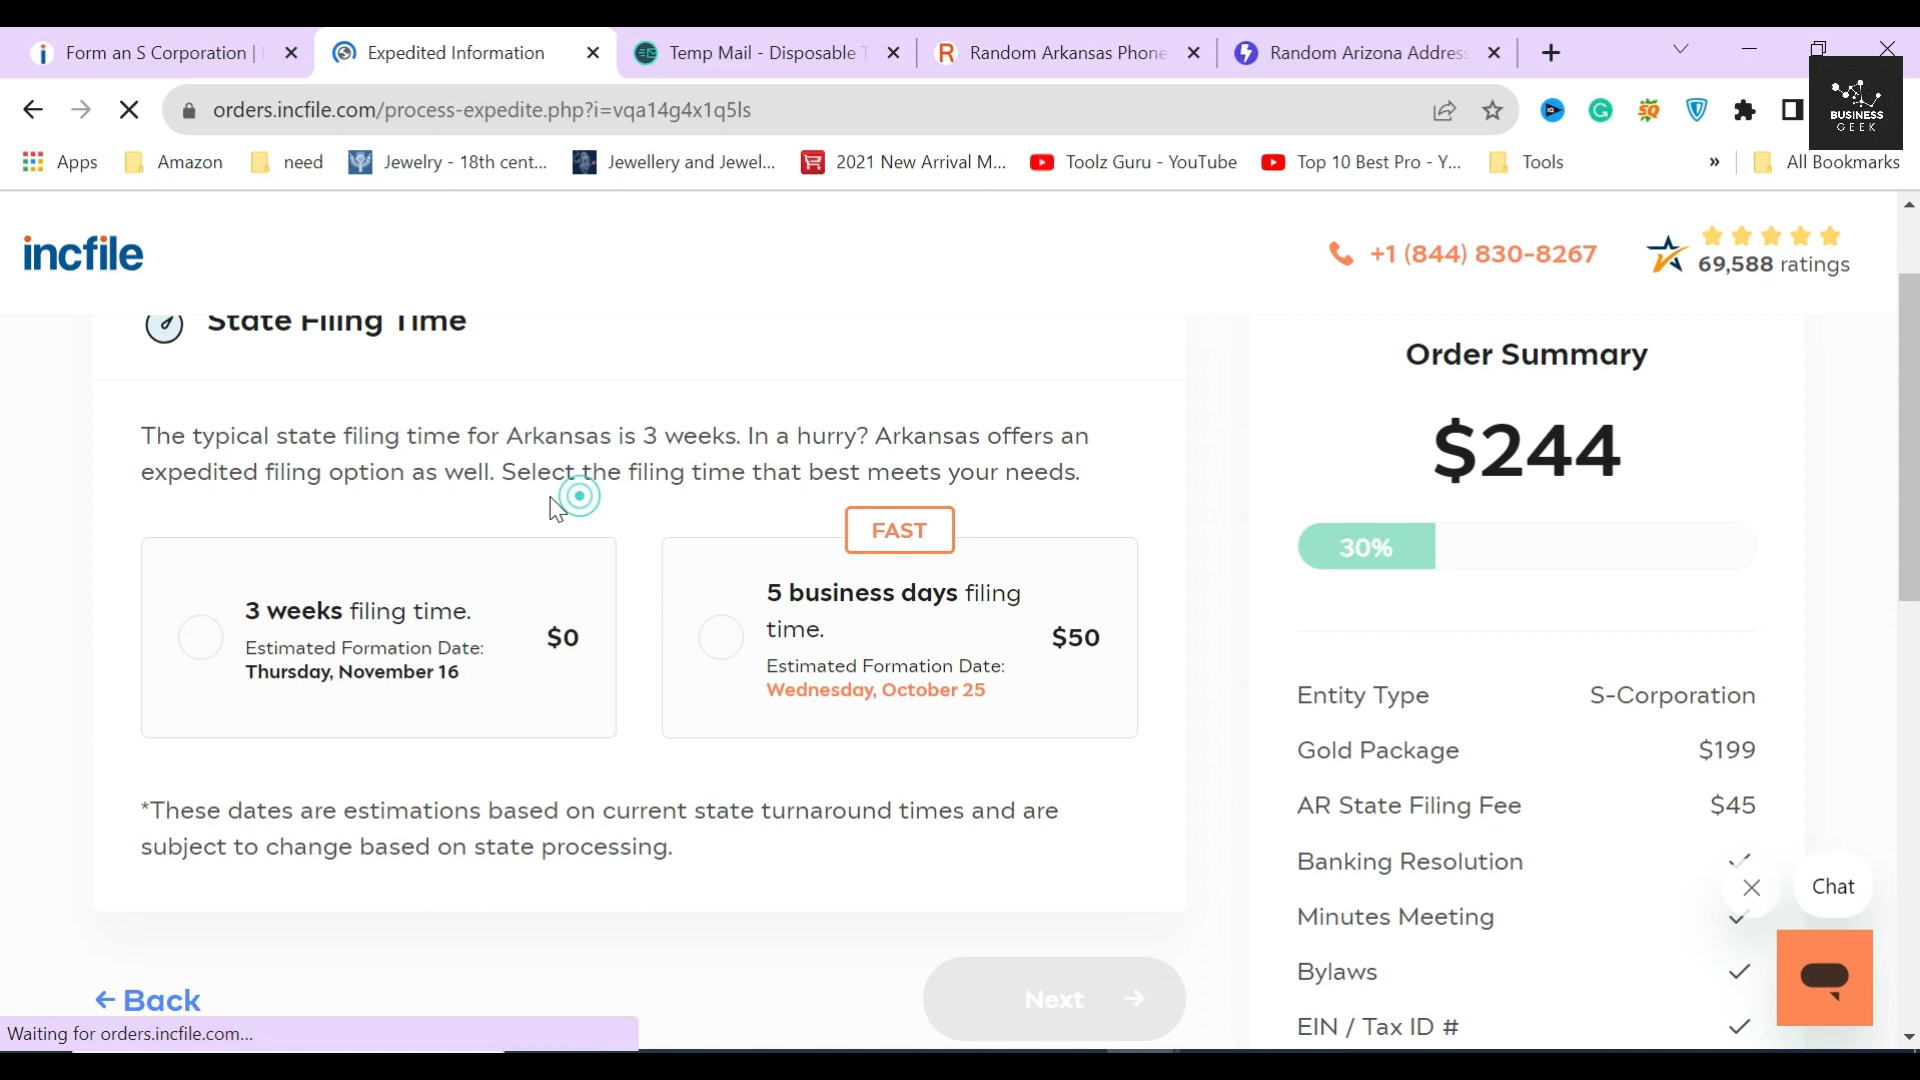 Form an S Corporation |
Expedited Information
Temp Mail - Disposable T
Random Arkansas Phone
Random Arizona Address
orders.incfile.com/process-expedite.php?i=vqa14g4x1q5ls
BUSINESS
GEEK
Apps
Amazon
need
Jewelry - 18th cent...
Jewellery and Jewel...
2021 New Arrival M...
Toolz Guru - YouTube
Top 10 Best Pro - Y...
Tools
»
All Bookmarks
incfile
+1 (844) 830-8267
69,588 ratings
State Filing Time
The typical state filing time for Arkansas is 3 weeks. In a hurry? Arkansas offers an
expedited filing option as well. Select the filing time that best meets your needs.
3 weeks filing time.
Estimated Formation Date:
Thursday, November 16
$0
FAST
5 business days filing
time.
Estimated Formation Date:
Wednesday, October 25
$50
*These dates are estimations based on current state turnaround times and are
subject to change based on state processing.
← Back
Next →
Order Summary
$244
30%
Entity Type S-Corporation
Gold Package $199
AR State Filing Fee $45
Banking Resolution ✓
Minutes Meeting ✓
Bylaws ✓
EIN / Tax ID # ✓
Chat
Waiting for orders.incfile.com...